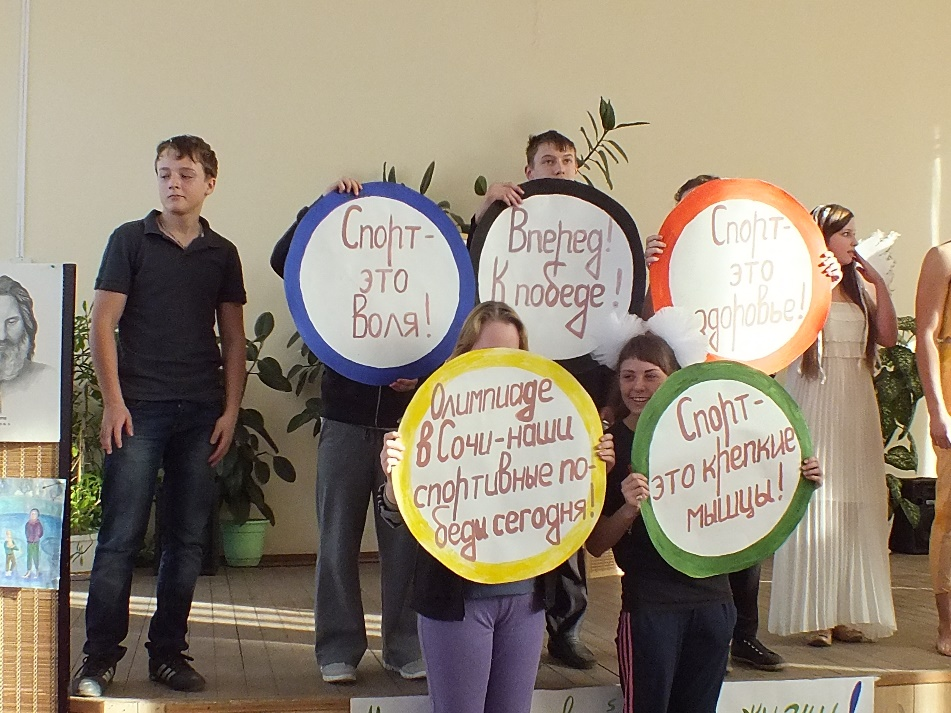 Спорт-
это
воля!
Вперед!
К победе!
Спорт-
это
здоровье!
Олимпиаде
в Сочи-наши
спортивные по-
беды сегодня!
Спорт-
это крепкие
мышцы!